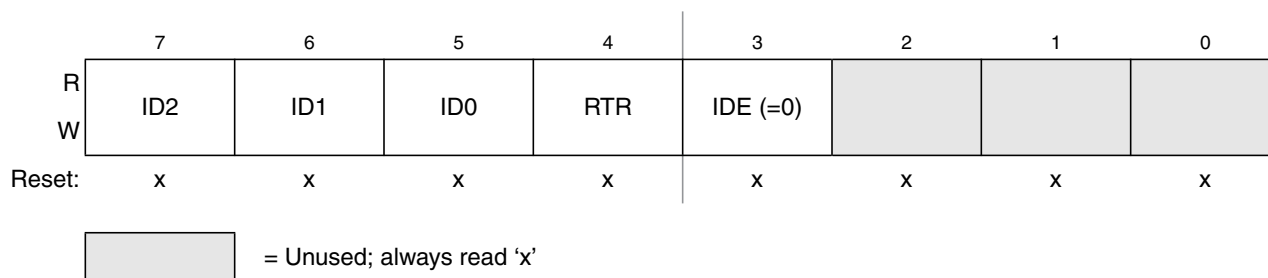 7 6 5 4 3 2 1 0
R
ID2 ID1 ID0 RTR IDE (=0)
W
Reset: x x x x x x x x
= Unused; always read ‘x’